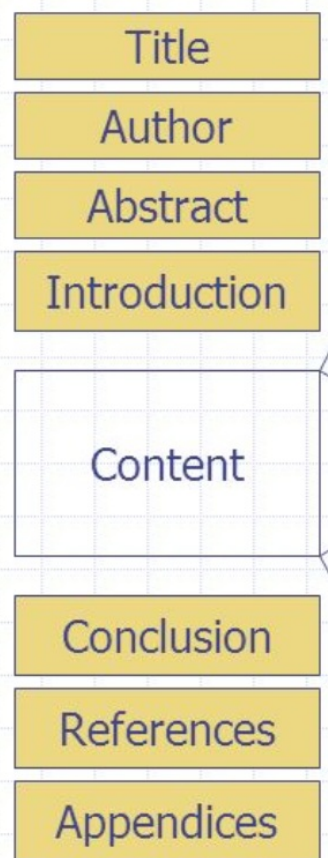 Title
Author
Abstract
Introduction
Content
Conclusion
References
Appendices